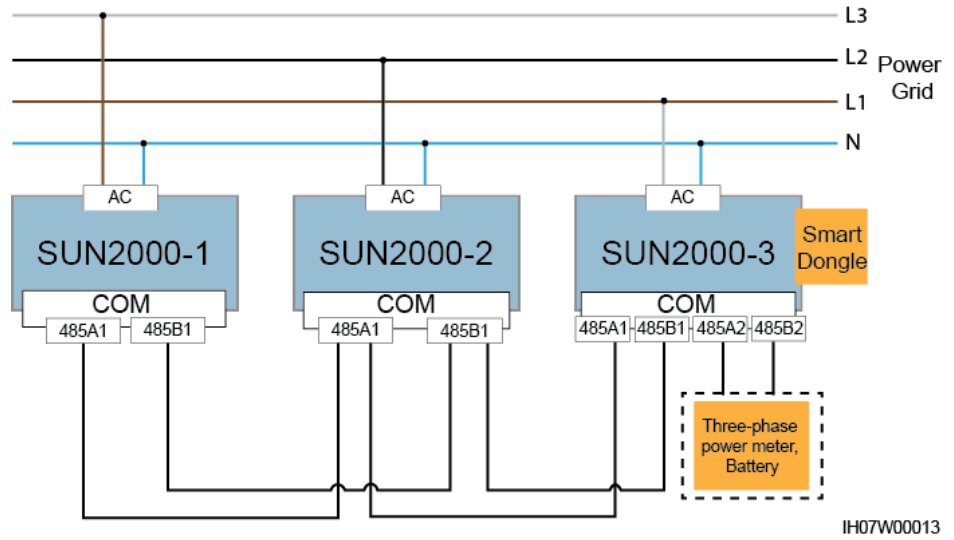 L3
L2
Power
Grid
L1
N
AC
AC
AC
SUN2000-1
SUN2000-2
SUN2000-3
Smart
Dongle
COM
COM
COM
485A1
485B1
485A1
485B1
485A1
485B1
485A2
485B2
Three-phase
power meter,
Battery
IH07W00013